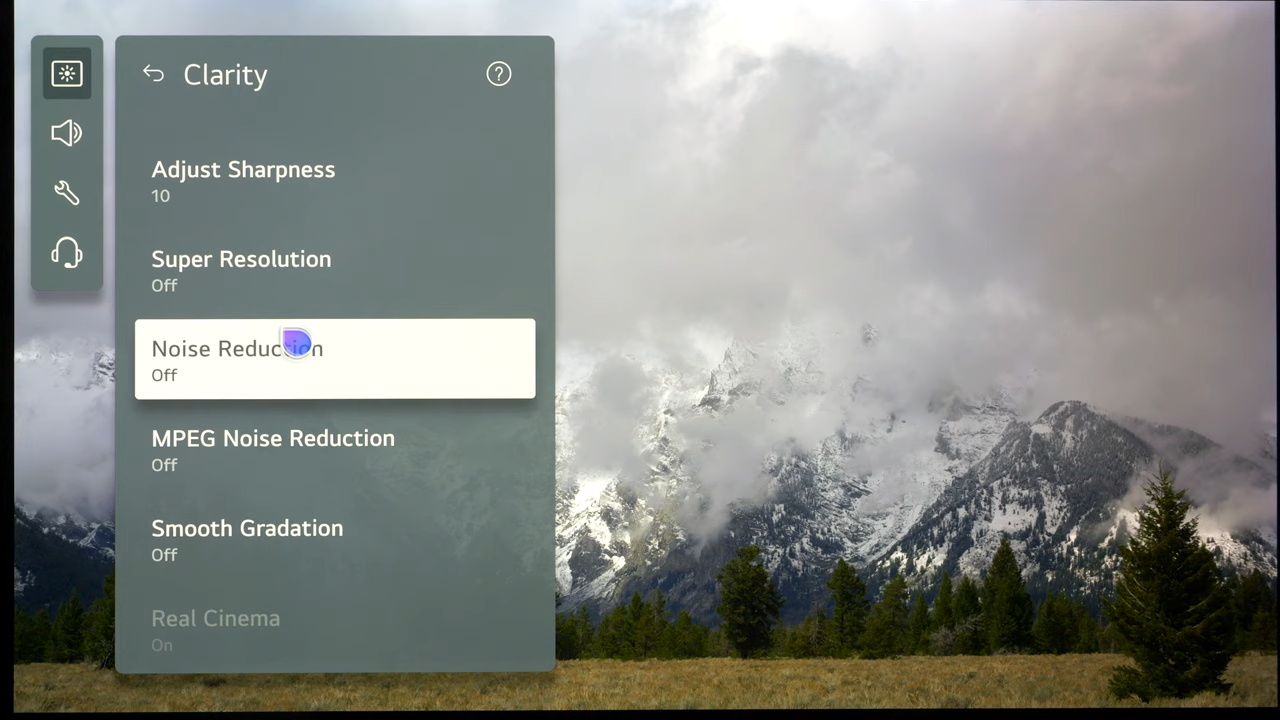 Clarity
Adjust Sharpness
10
Super Resolution
Off
Noise Reduction
Off
MPEG Noise Reduction
Off
Smooth Gradation
Off
Real Cinema
On